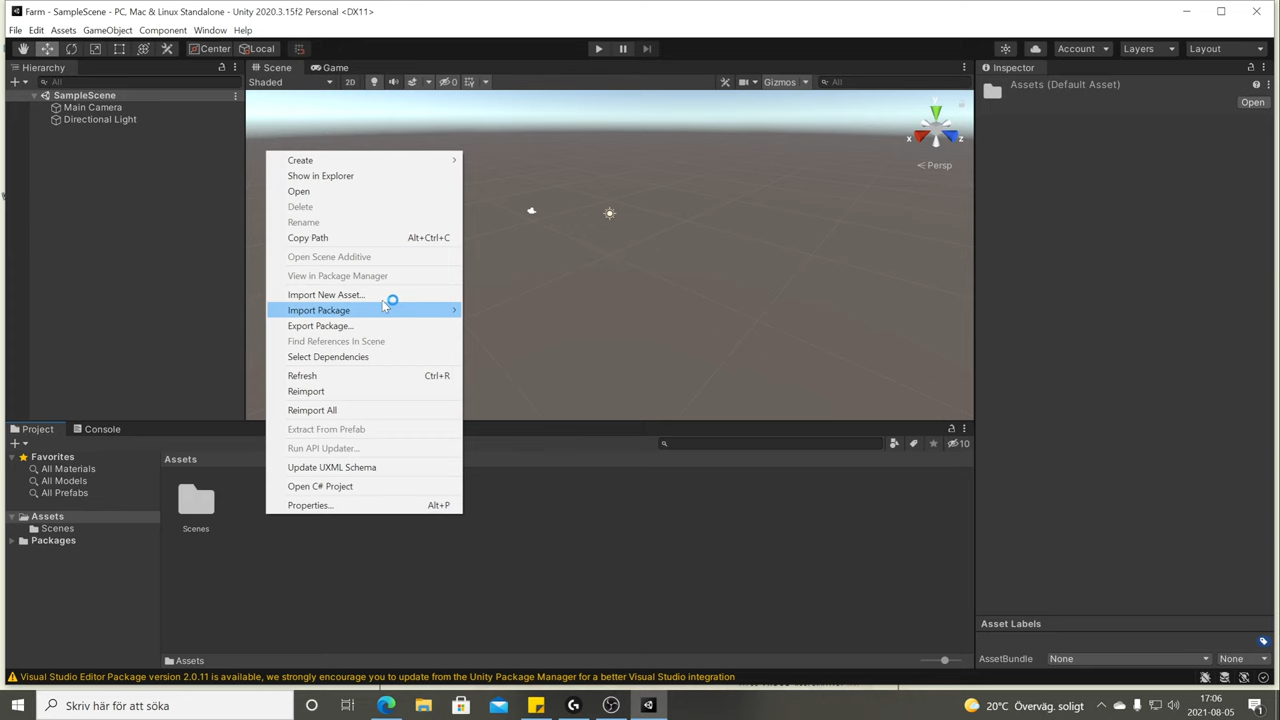 Farm - SampleScene - PC, Mac & Linux Standalone - Unity 2020.3.15f2 Personal <DX11>
File Edit Assets GameObject Component Window Help
Center Local Account Layers Layout
Hierarchy Scene Game Inspector
All Shaded 2D 0 Gizmos All
SampleScene
Main Camera
Directional Light
Assets (Default Asset)
Open
y
x z
Persp
Create
Show in Explorer
Open
Delete
Rename
Copy Path Alt+Ctrl+C
Open Scene Additive
View in Package Manager
Import New Asset...
Import Package
Export Package...
Find References In Scene
Select Dependencies
Refresh Ctrl+R
Reimport
Reimport All
Extract From Prefab
Run API Updater...
Update UXML Schema
Open C# Project
Properties... Alt+P
Project Console
10
Favorites
All Materials
All Models
All Prefabs
Assets
Scenes
Packages
Assets
Scenes
Assets
Asset Labels
AssetBundle None None
Visual Studio Editor Package version 2.0.11 is available, we strongly encourage you to update from the Unity Package Manager for a better Visual Studio integration
Skriv här för att söka
20°C Överväg. soligt
17:06
2021-08-05
1